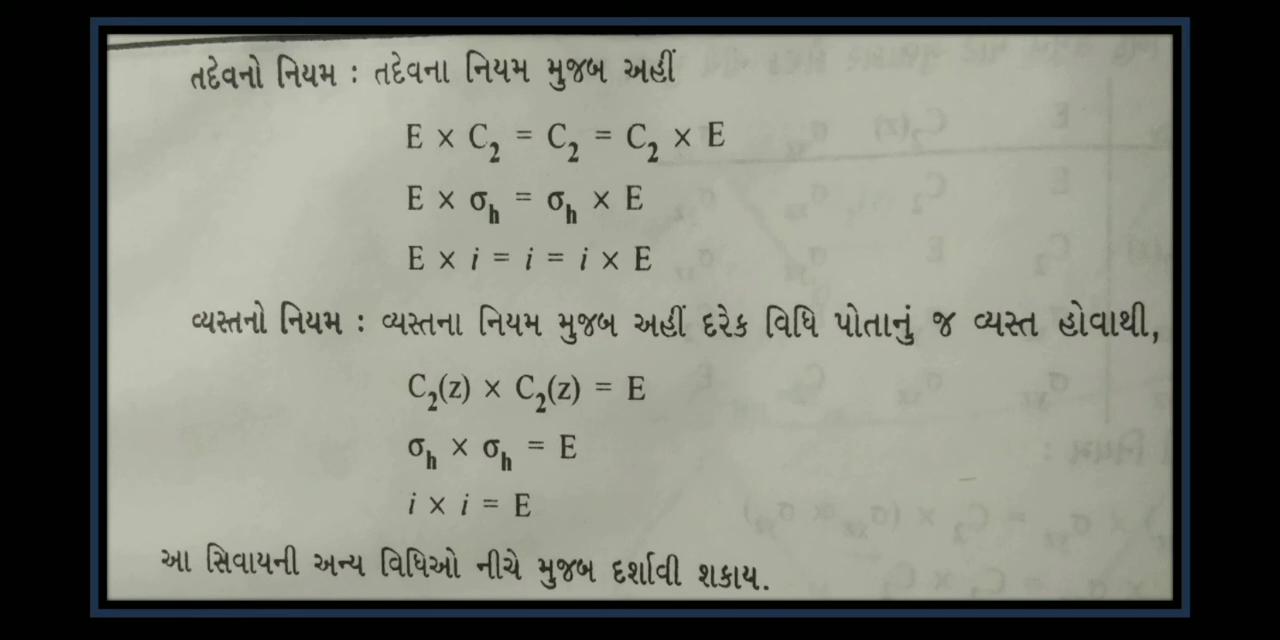 તદેવનો નિયમ : તદેવના નિયમ મુજબ અહીં
E × C₂ = C₂ = C₂ × E
E × σₕ = σₕ × E
E × i = i = i × E
વ્યસ્તનો નિયમ : વ્યસ્તના નિયમ મુજબ અહીં દરેક વિધિ પોતાનું જ વ્યસ્ત હોવાથી,
C₂(z) × C₂(z) = E
σₕ × σₕ = E
i × i = E
આ સિવાયની અન્ય વિધિઓ નીચે મુજબ દર્શાવી શકાય.